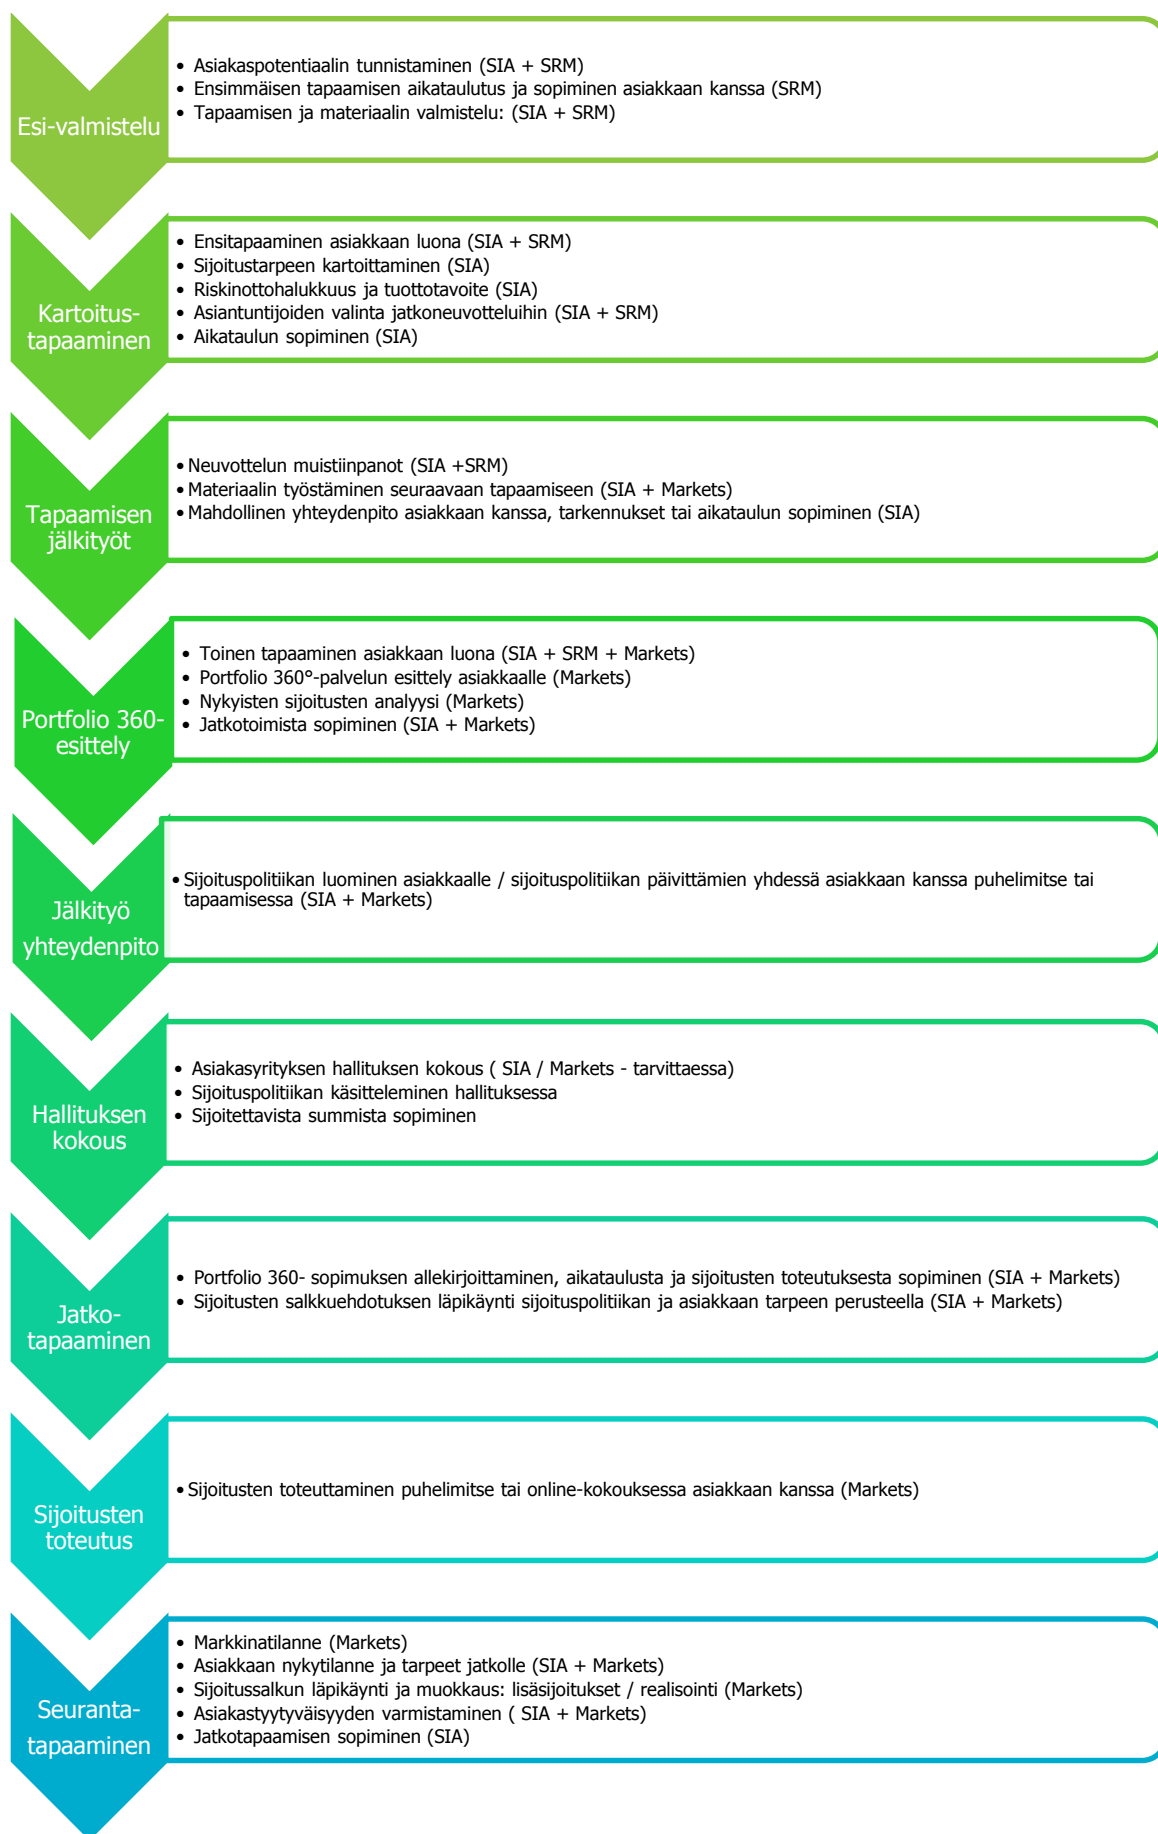 Esi-valmistelu
• Asiakaspotentiaalin tunnistaminen (SIA + SRM)
• Ensimmäisen tapaamisen aikataulutus ja sopiminen asiakkaan kanssa (SRM)
• Tapaamisen ja materiaalin valmistelu: (SIA + SRM)
Kartoitus-
tapaaminen
• Ensitapaaminen asiakkaan luona (SIA + SRM)
• Sijoitustarpeen kartoittaminen (SIA)
• Riskinottohalukkuus ja tuottotavoite (SIA)
• Asiantuntijoiden valinta jatkoneuvotteluihin (SIA + SRM)
• Aikataulun sopiminen (SIA)
Tapaamisen
jälkityöt
• Neuvottelun muistiinpanot (SIA +SRM)
• Materiaalin työstäminen seuraavaan tapaamiseen (SIA + Markets)
• Mahdollinen yhteydenpito asiakkaan kanssa, tarkennukset tai aikataulun sopiminen (SIA)
Portfolio 360-
esittely
• Toinen tapaaminen asiakkaan luona (SIA + SRM + Markets)
• Portfolio 360°-palvelun esittely asiakkaalle (Markets)
• Nykyisten sijoitusten analyysi (Markets)
• Jatkotoimista sopiminen (SIA + Markets)
Jälkityö
yhteydenpito
• Sijoituspolitiikan luominen asiakkaalle / sijoituspolitiikan päivittämien yhdessä asiakkaan kanssa puhelimitse tai
tapaamisessa (SIA + Markets)
Hallituksen
kokous
• Asiakasyrityksen hallituksen kokous ( SIA / Markets - tarvittaessa)
• Sijoituspolitiikan käsitteleminen hallituksessa
• Sijoitettavista summista sopiminen
Jatko-
tapaaminen
• Portfolio 360- sopimuksen allekirjoittaminen, aikataulusta ja sijoitusten toteutuksesta sopiminen (SIA + Markets)
• Sijoitusten salkkuehdotuksen läpikäynti sijoituspolitiikan ja asiakkaan tarpeen perusteella (SIA + Markets)
Sijoitusten
toteutus
• Sijoitusten toteuttaminen puhelimitse tai online-kokouksessa asiakkaan kanssa (Markets)
Seuranta-
tapaaminen
• Markkinatilanne (Markets)
• Asiakkaan nykytilanne ja tarpeet jatkolle (SIA + Markets)
• Sijoitussalkun läpikäynti ja muokkaus: lisäsijoitukset / realisointi (Markets)
• Asiakastyytyväisyyden varmistaminen ( SIA + Markets)
• Jatkotapaamisen sopiminen (SIA)